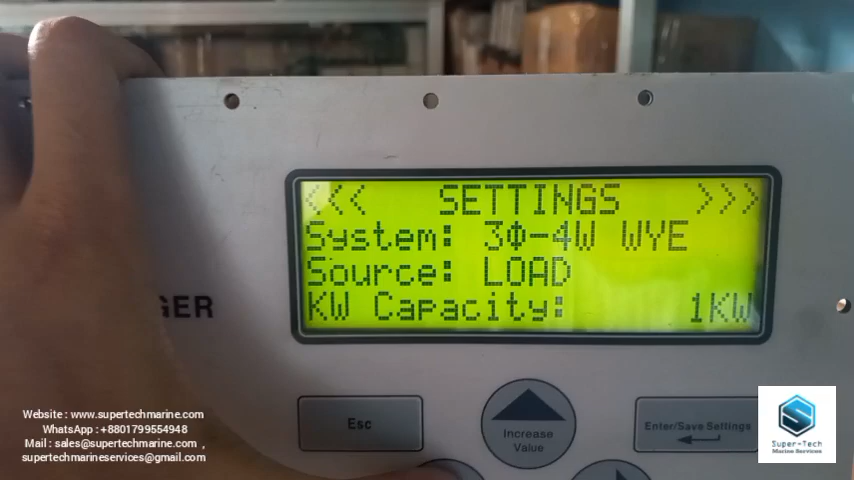 <<< SETTINGS >>>
System: 3Φ-4W WYE
Source: LOAD
KW Capacity: 1KW
Esc
Increase
Value
Enter/Save Settings
Website : www.supertechmarine.com
WhatsApp : +8801799554948
Mail : sales@supertechmarine.com ,
supertechmarineservices@gmail.com
Super-Tech
Marine Services